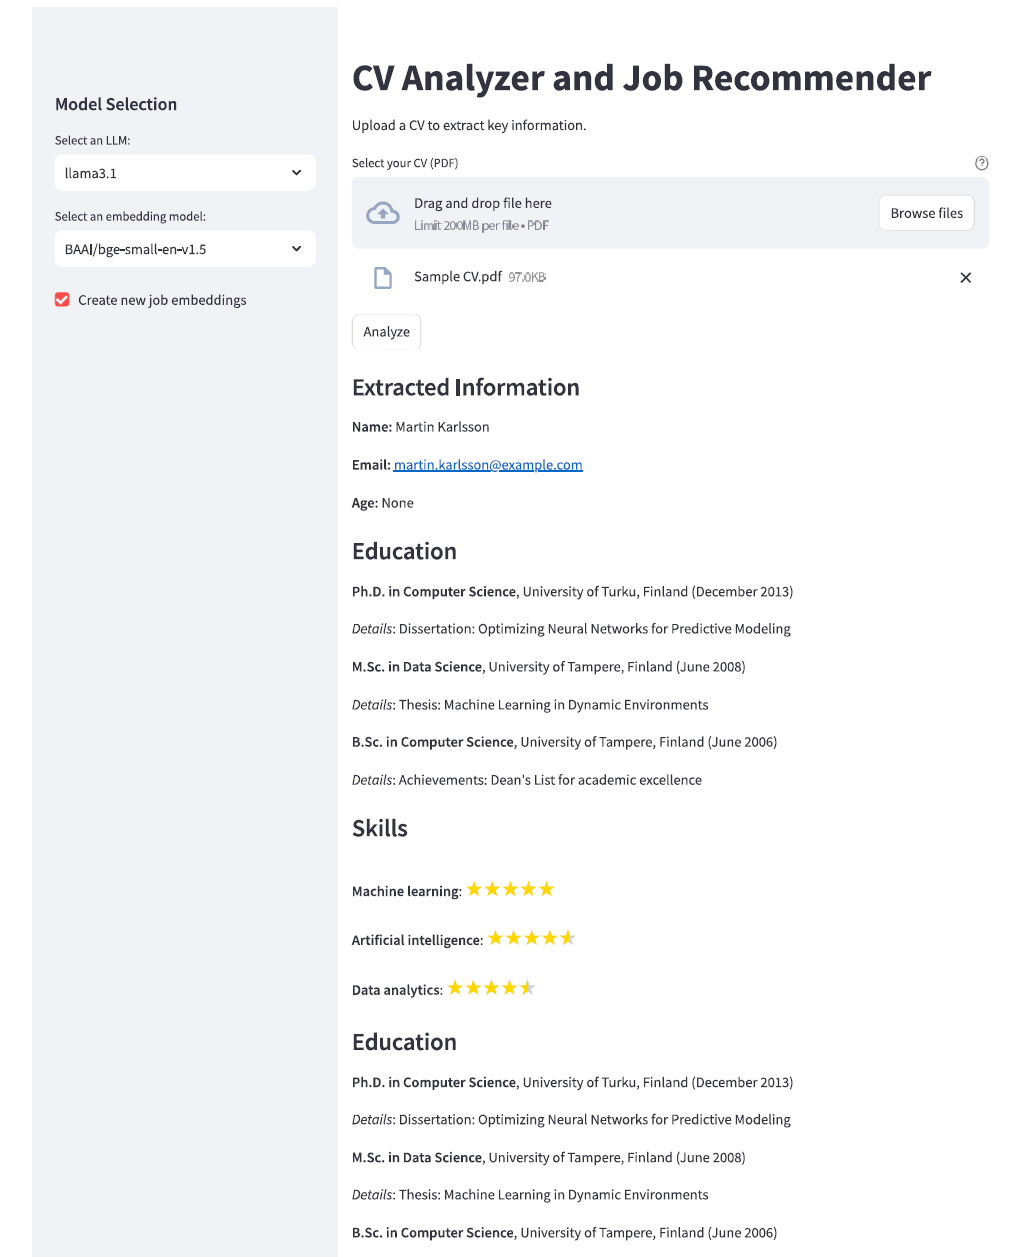 Model Selection
Select an LLM:
llama3.1
Select an embedding model:
BAAI/bge-small-en-v1.5
Create new job embeddings
CV Analyzer and Job Recommender
Upload a CV to extract key information.
Select your CV (PDF)
Drag and drop file here
Limit 200MB per file • PDF
Browse files
Sample CV.pdf 97.0KB
Analyze
Extracted Information
Name: Martin Karlsson
Email: martin.karlsson@example.com
Age: None
Education
Ph.D. in Computer Science, University of Turku, Finland (December 2013)
Details: Dissertation: Optimizing Neural Networks for Predictive Modeling
M.Sc. in Data Science, University of Tampere, Finland (June 2008)
Details: Thesis: Machine Learning in Dynamic Environments
B.Sc. in Computer Science, University of Tampere, Finland (June 2006)
Details: Achievements: Dean's List for academic excellence
Skills
Machine learning:
Artificial intelligence:
Data analytics:
Education
Ph.D. in Computer Science, University of Turku, Finland (December 2013)
Details: Dissertation: Optimizing Neural Networks for Predictive Modeling
M.Sc. in Data Science, University of Tampere, Finland (June 2008)
Details: Thesis: Machine Learning in Dynamic Environments
B.Sc. in Computer Science, University of Tampere, Finland (June 2006)